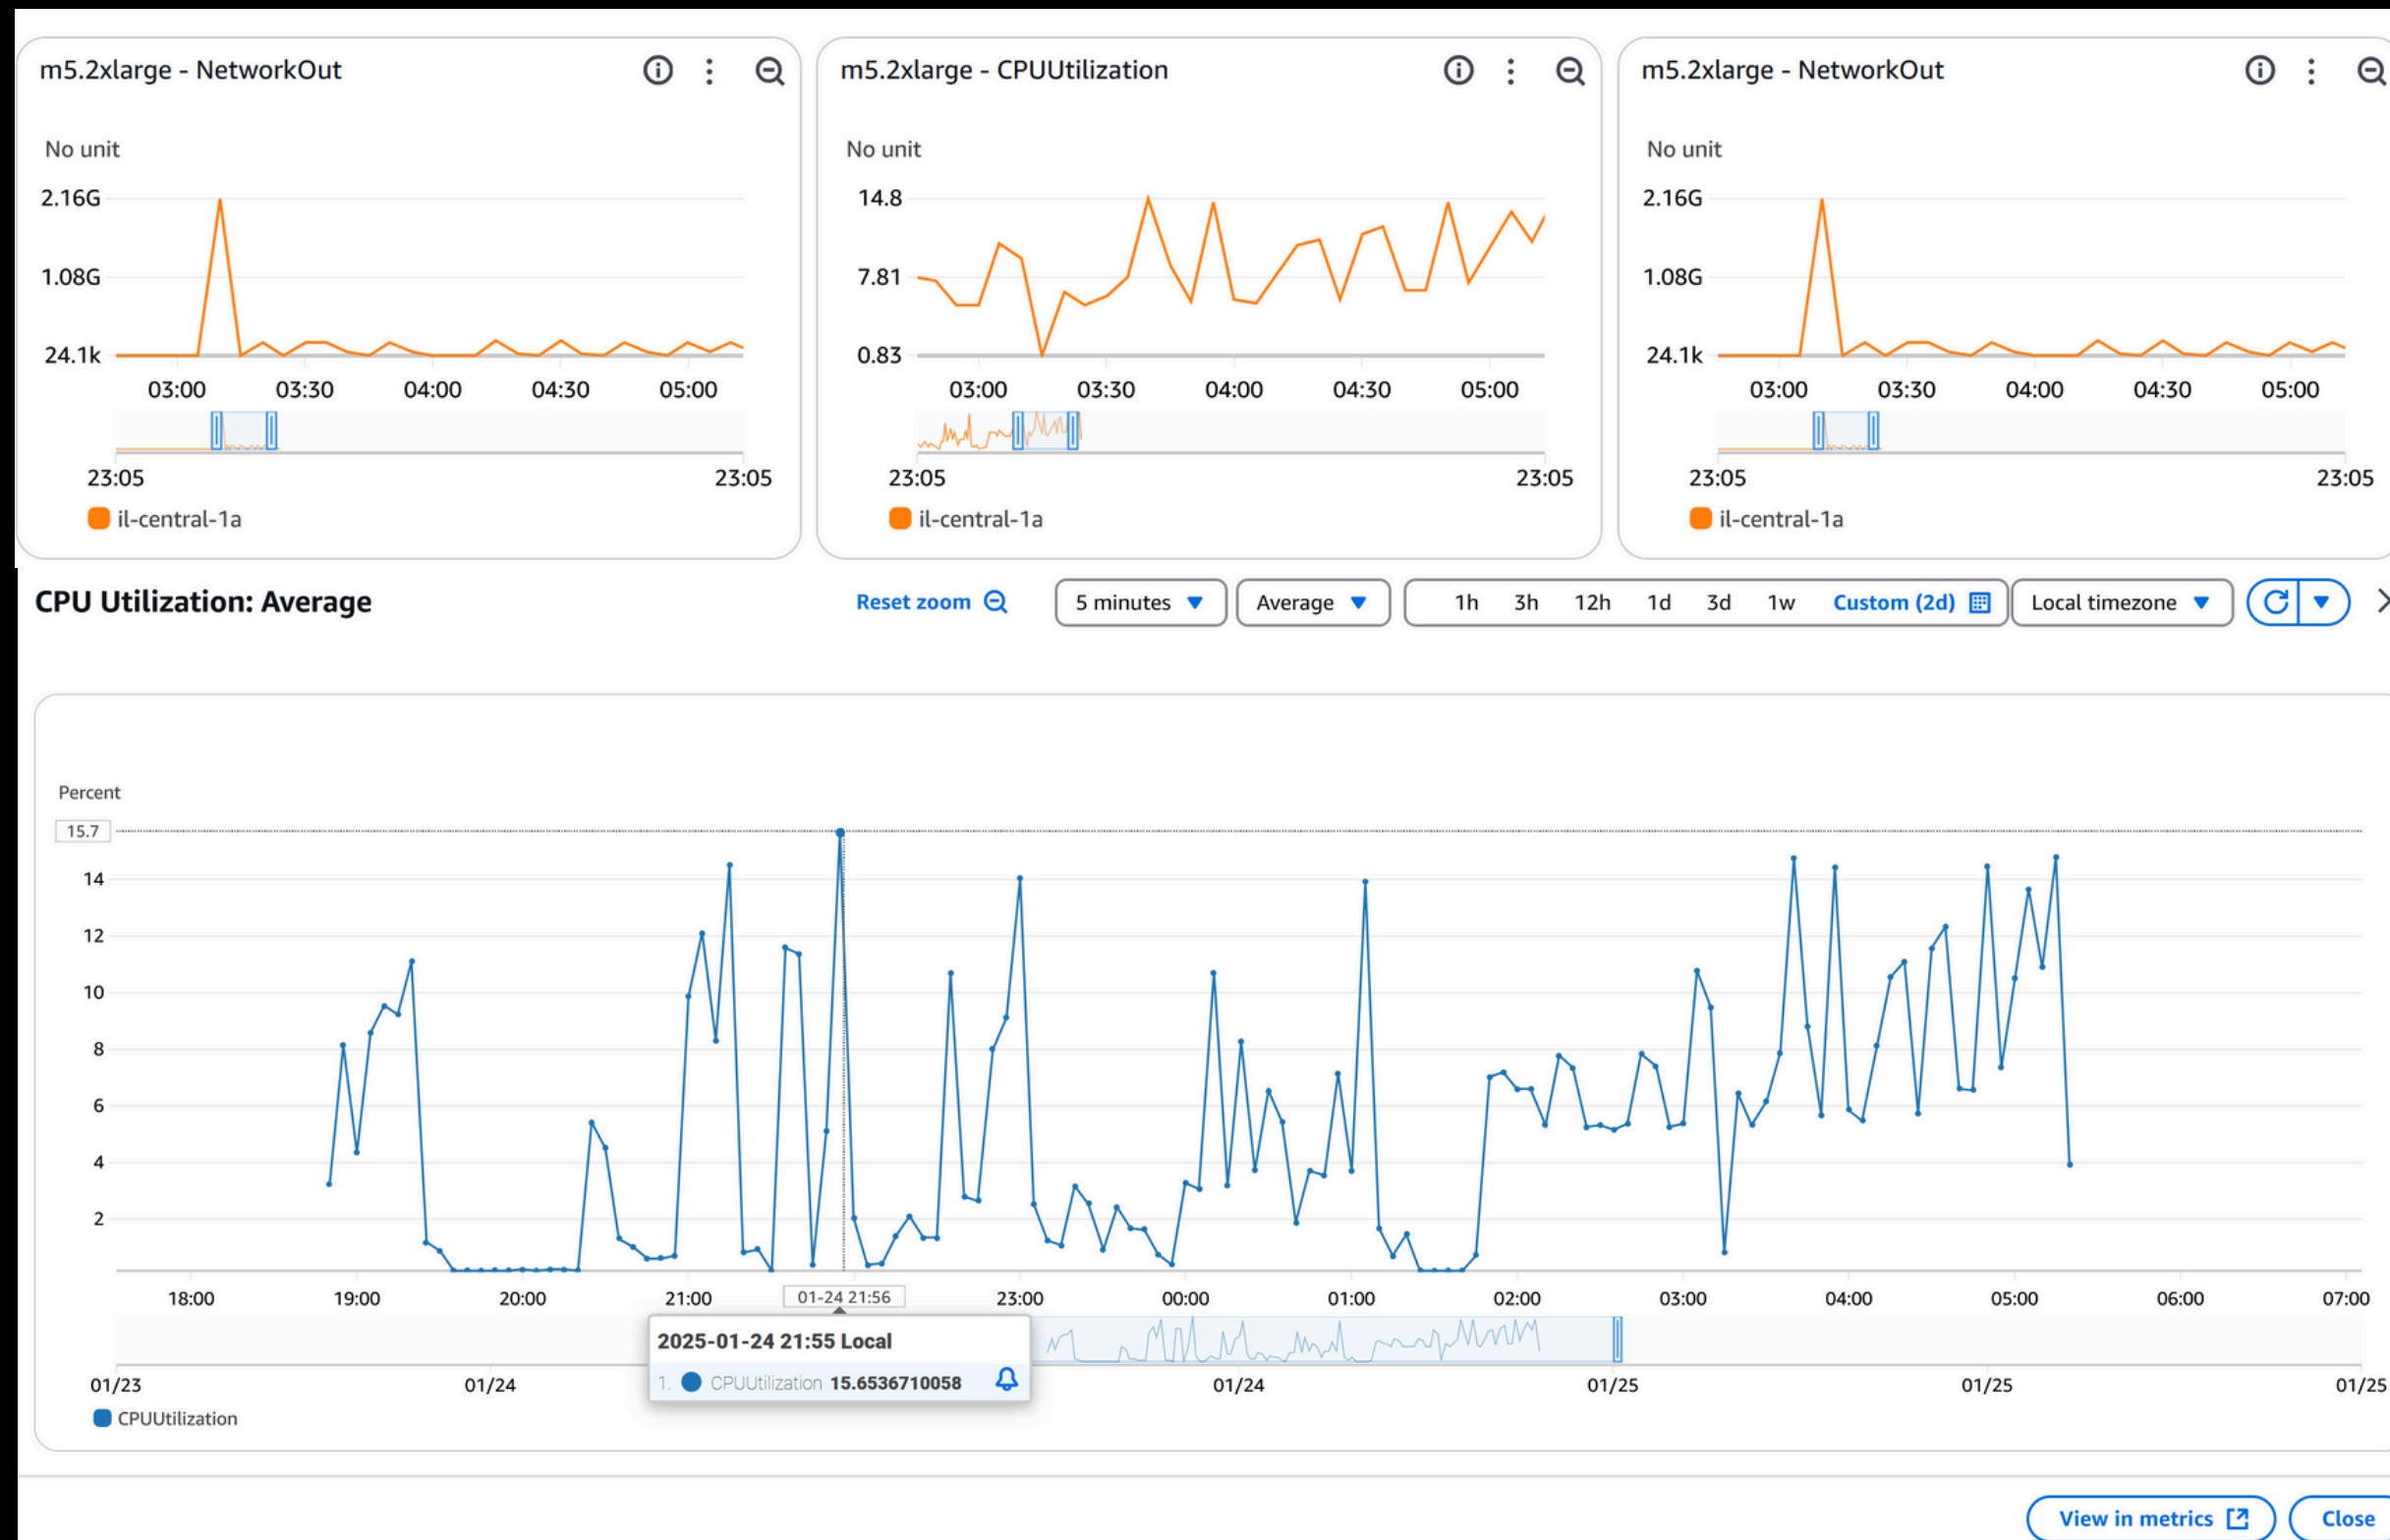 m5.2xlarge - NetworkOut
No unit
2.16G
1.08G
24.1k
03:00 03:30 04:00 04:30 05:00
23:05 23:05
il-central-1a
m5.2xlarge - CPUUtilization
No unit
14.8
7.81
0.83
03:00 03:30 04:00 04:30 05:00
23:05 23:05
il-central-1a
m5.2xlarge - NetworkOut
No unit
2.16G
1.08G
24.1k
03:00 03:30 04:00 04:30 05:00
23:05 23:05
il-central-1a
CPU Utilization: Average Reset zoom 5 minutes Average 1h 3h 12h 1d 3d 1w Custom (2d) Local timezone
Percent
15.7
14
12
10
8
6
4
2
18:00 19:00 20:00 21:00 01-24 21:56 23:00 00:00 01:00 02:00 03:00 04:00 05:00 06:00 07:00
2025-01-24 21:55 Local
1. CPUUtilization 15.6536710058
01/23 01/24 01/24 01/25 01/25 01/25
CPUUtilization
View in metrics Close